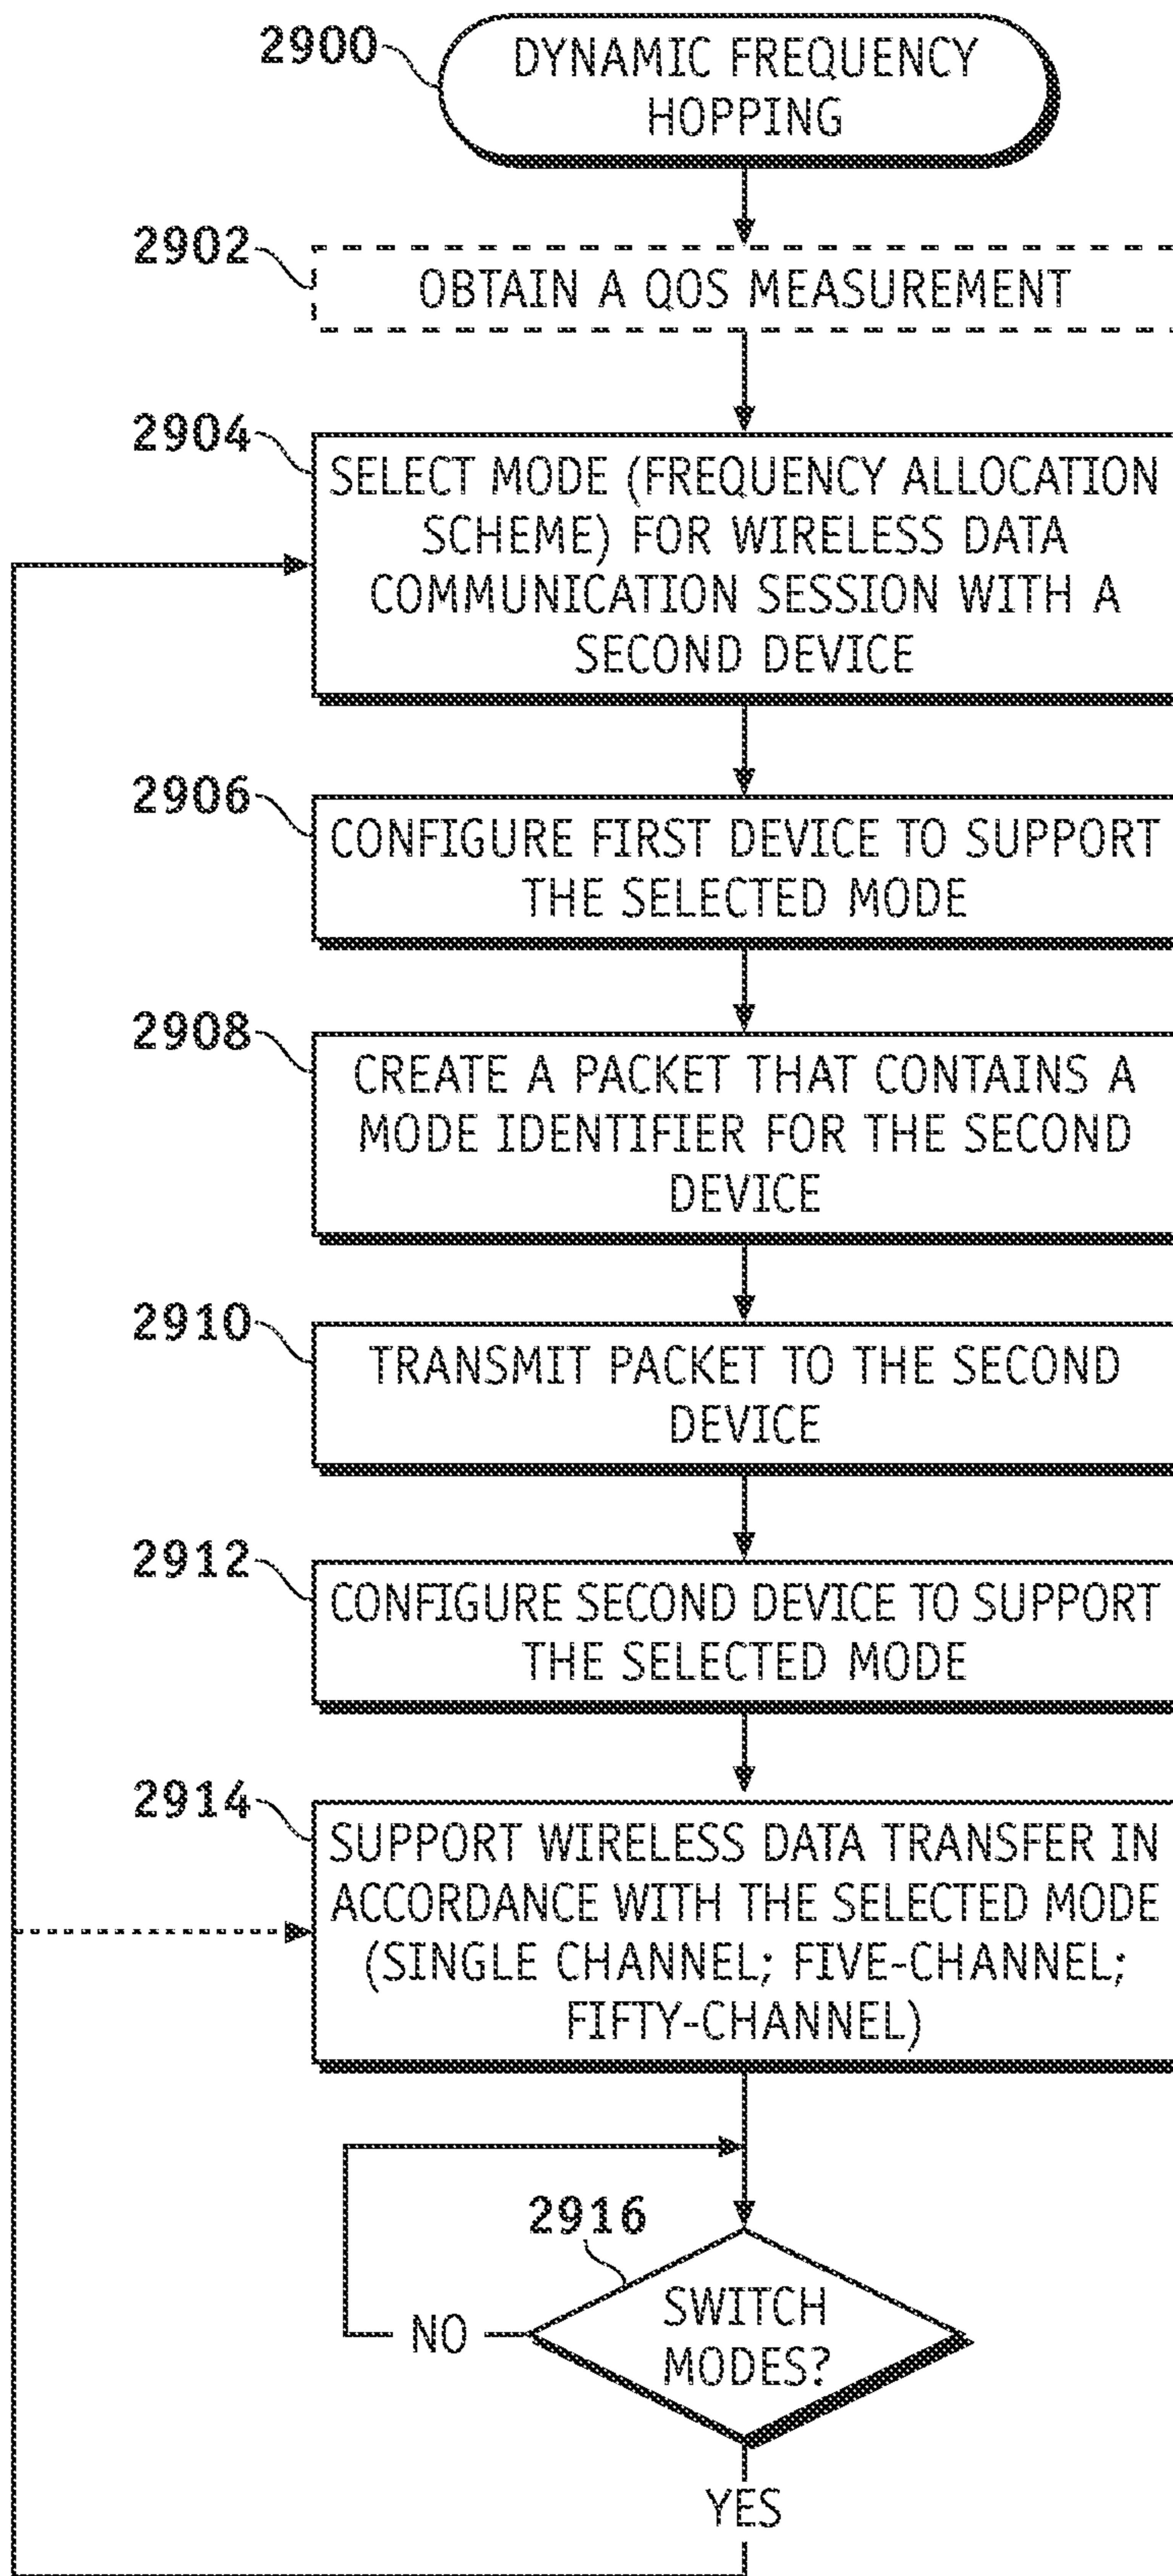 2900
DYNAMIC FREQUENCY
HOPPING
2902
OBTAIN A QOS MEASUREMENT
2904
SELECT MODE (FREQUENCY ALLOCATION
SCHEME) FOR WIRELESS DATA
COMMUNICATION SESSION WITH A
SECOND DEVICE
2906
CONFIGURE FIRST DEVICE TO SUPPORT
THE SELECTED MODE
2908
CREATE A PACKET THAT CONTAINS A
MODE IDENTIFIER FOR THE SECOND
DEVICE
2910
TRANSMIT PACKET TO THE SECOND
DEVICE
2912
CONFIGURE SECOND DEVICE TO SUPPORT
THE SELECTED MODE
2914
SUPPORT WIRELESS DATA TRANSFER IN
ACCORDANCE WITH THE SELECTED MODE
(SINGLE CHANNEL; FIVE-CHANNEL;
FIFTY-CHANNEL)
2916
SWITCH
MODES?
NO
YES